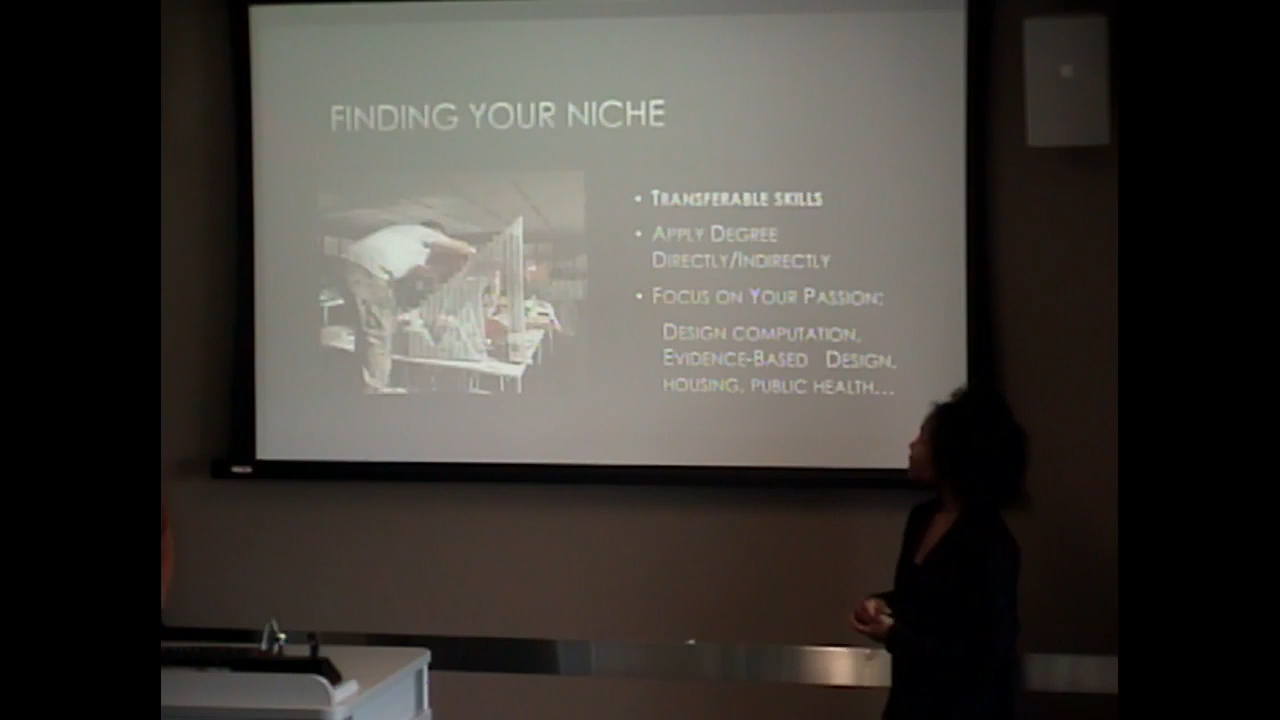 FINDING YOUR NICHE
• TRANSFERABLE SKILLS
• APPLY DEGREE
DIRECTLY/INDIRECTLY
• FOCUS ON YOUR PASSION:
DESIGN COMPUTATION,
EVIDENCE-BASED DESIGN,
HOUSING, PUBLIC HEALTH...